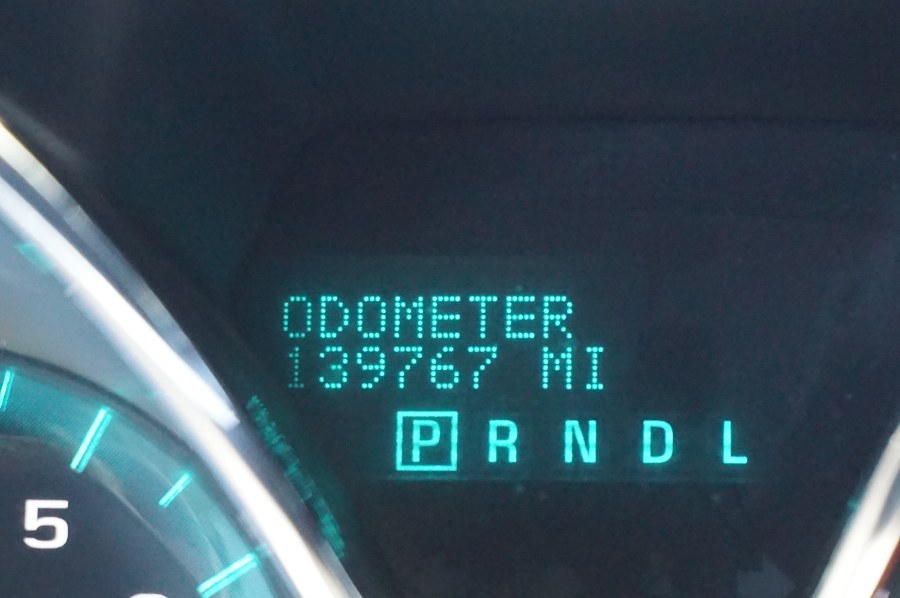 ODOMETER
139767 MI
P R N D L
5